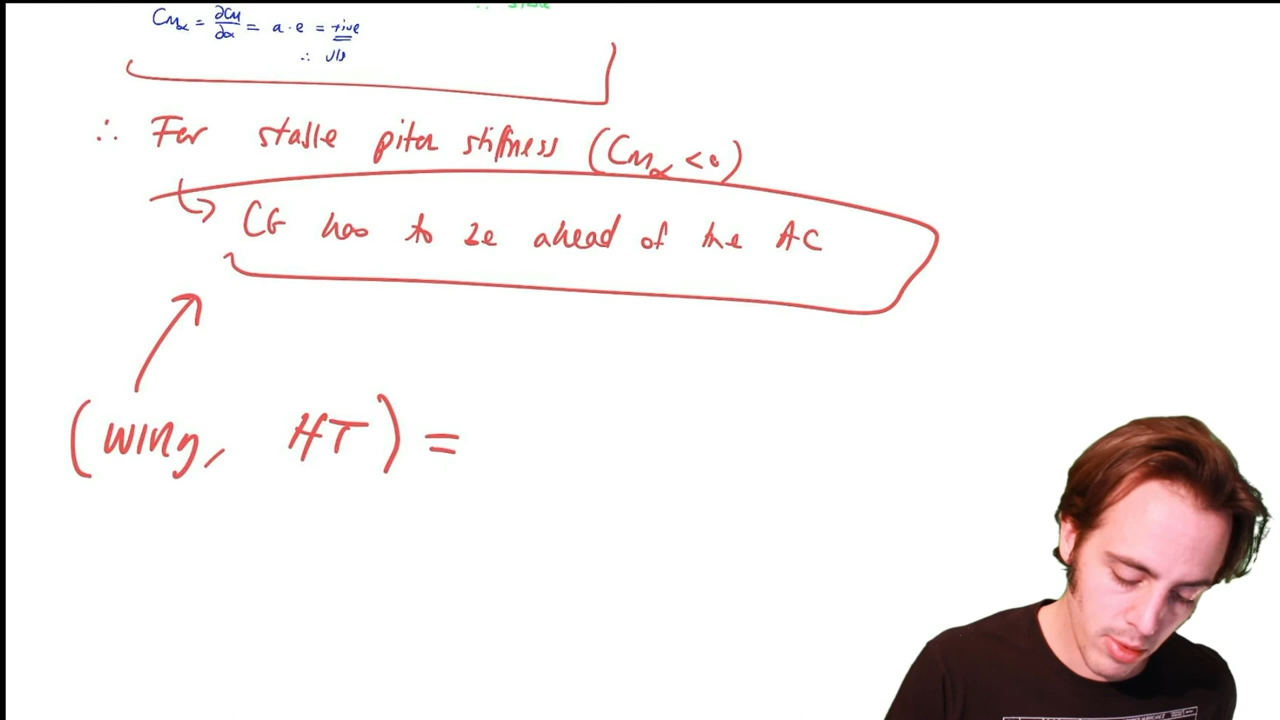 ∴ stable
CMα = ∂CM/∂α = a·e = +ive
∴ U/S
∴ For stable pitch stiffness (CMα < 0)
↳ CG has to be ahead of the AC
(wing, HT) =